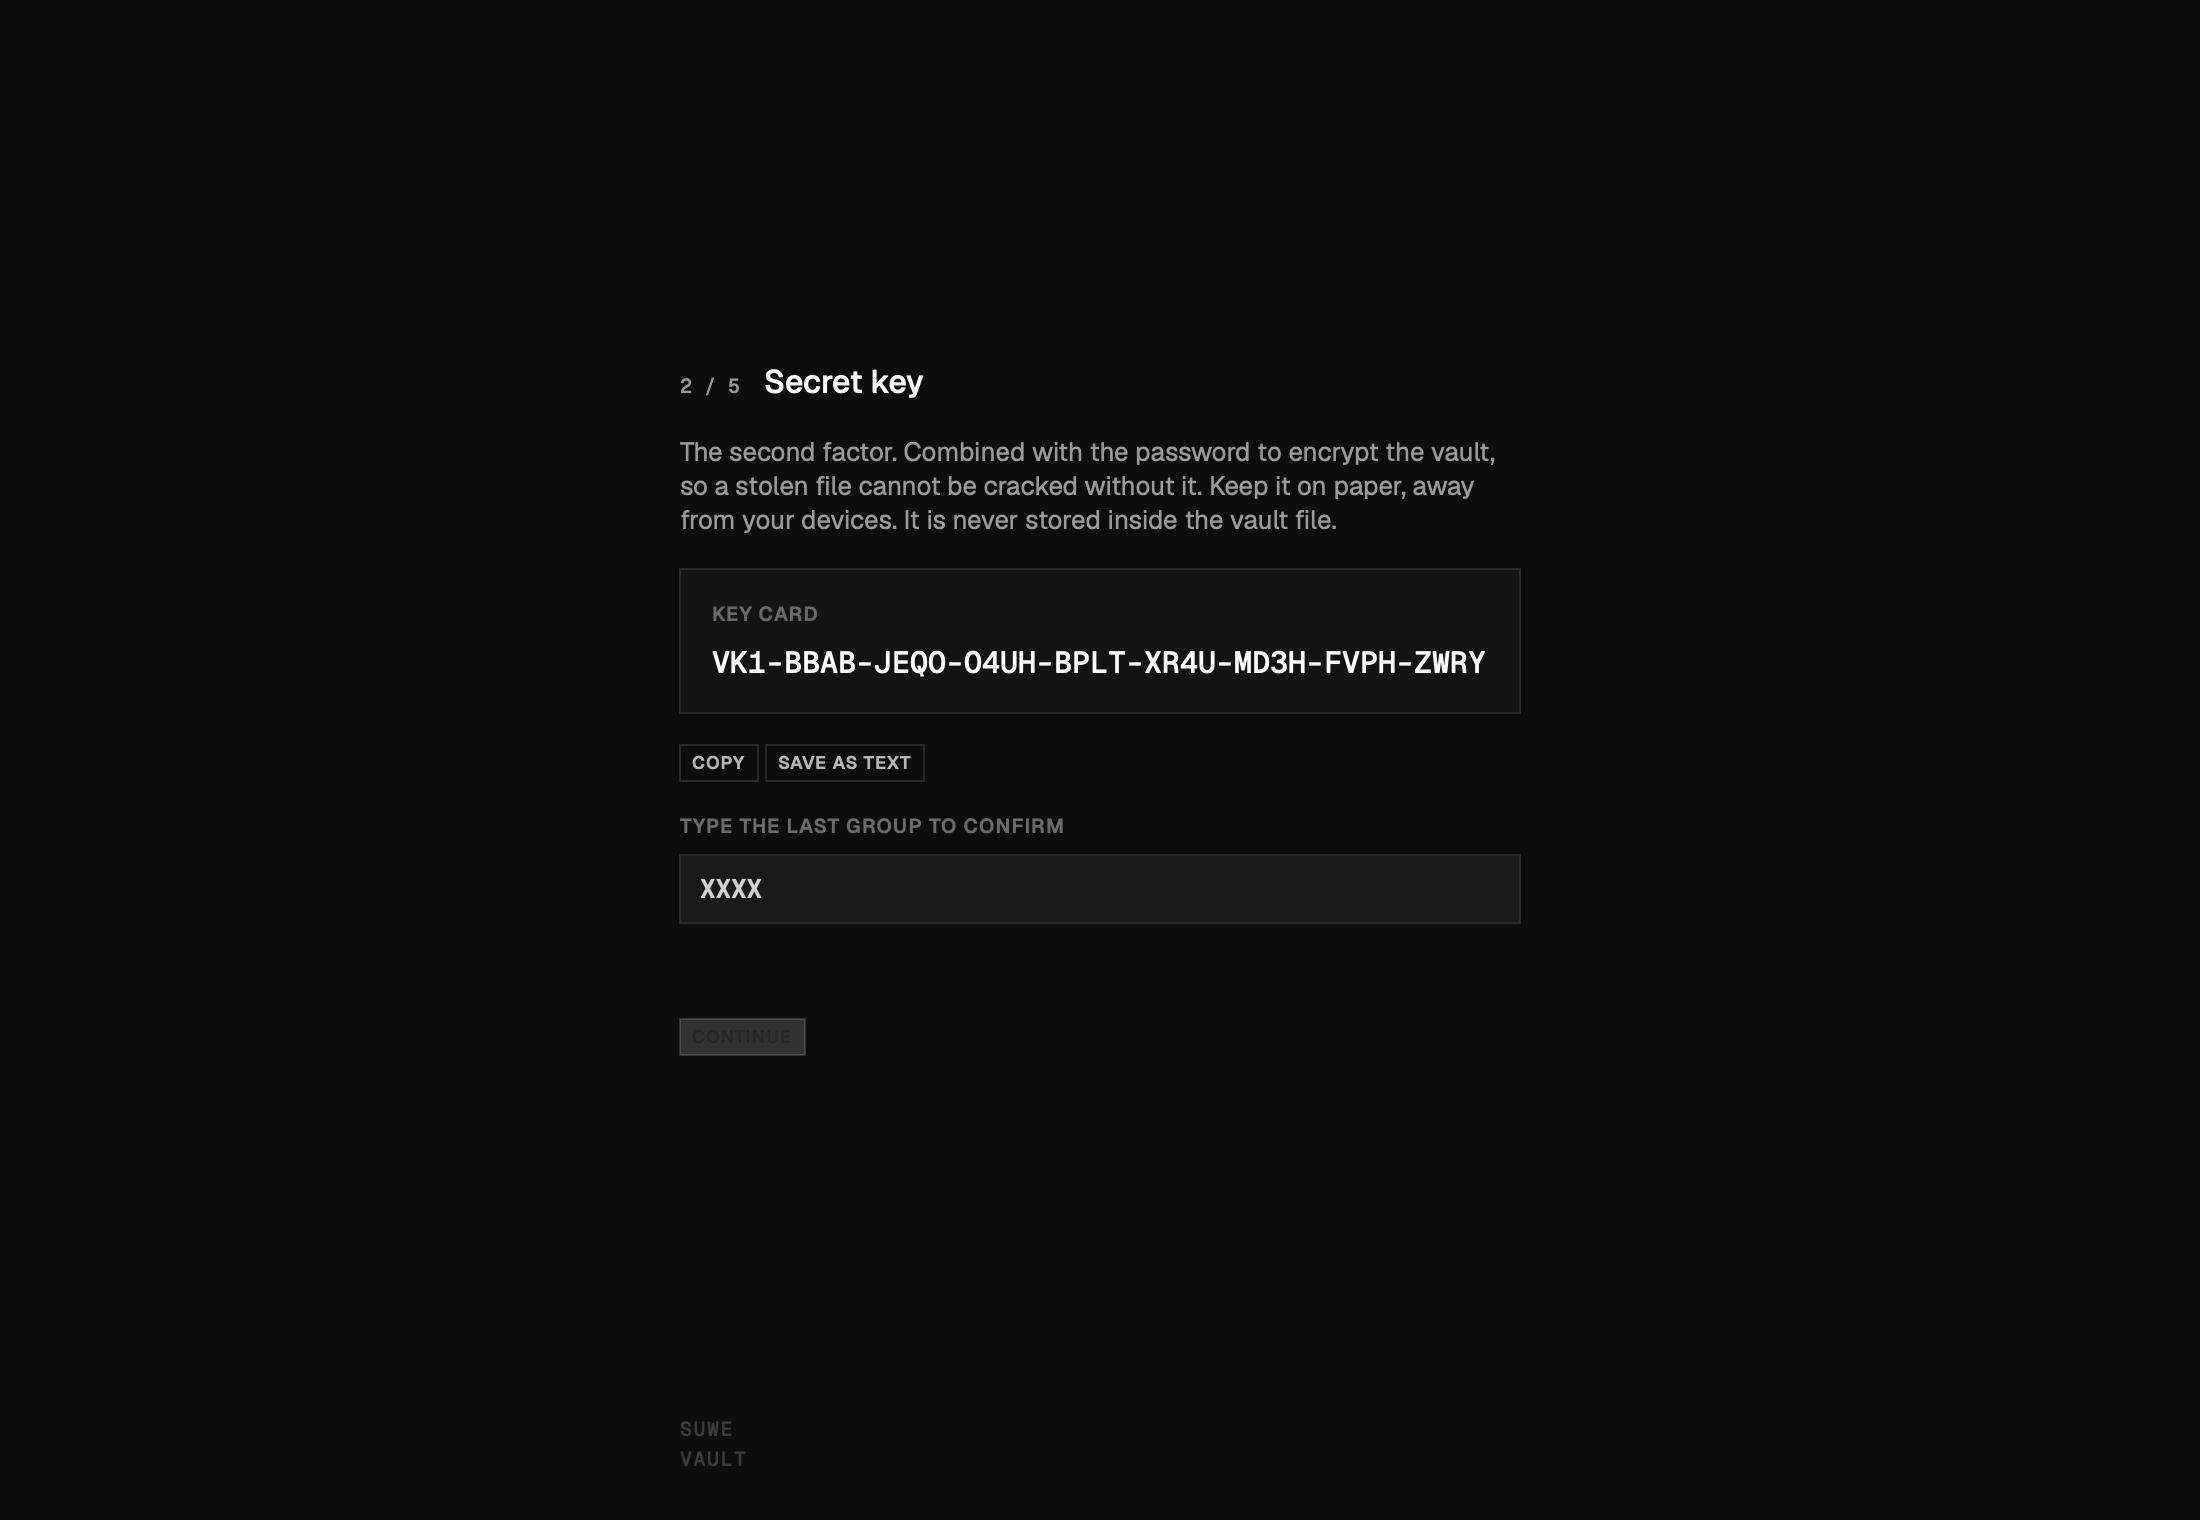 2 / 5 Secret key
The second factor. Combined with the password to encrypt the vault,
so a stolen file cannot be cracked without it. Keep it on paper, away
from your devices. It is never stored inside the vault file.
KEY CARD
VK1-BBAB-JEQO-O4UH-BPLT-XR4U-MD3H-FVPH-ZWRY
COPY SAVE AS TEXT
TYPE THE LAST GROUP TO CONFIRM
XXXX
CONTINUE
SUWE
VAULT